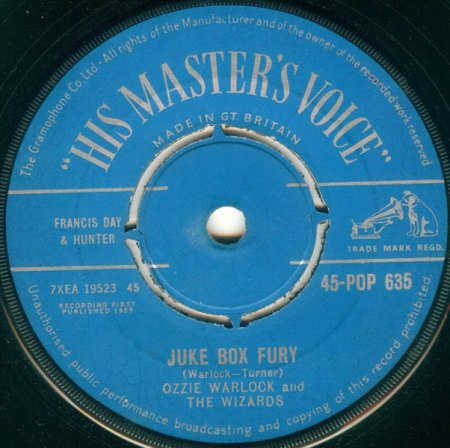 The Gramophone Co. Ltd.-All rights of the Manufacturer and of the owner of the recorded work reserved
"HIS MASTER'S VOICE"
MADE IN GT. BRITAIN
FRANCIS DAY
& HUNTER
TRADE MARK REGD.
7XEA 19523 45
45-POP 635
RECORDING FIRST
PUBLISHED 1959
JUKE BOX FURY
(Warlock—Turner)
OZZIE WARLOCK and
THE WIZARDS
Unauthorised public performance broadcasting and copying of this record prohibited.